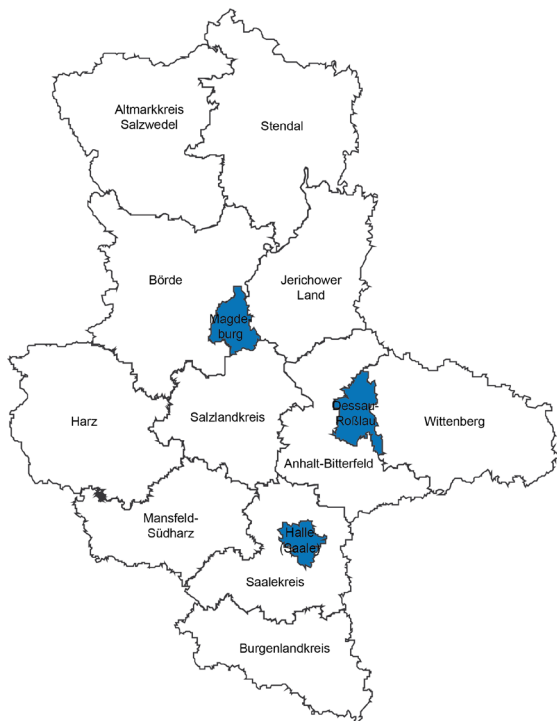 Altmarkkreis
Salzwedel
Stendal
Börde
Jerichower
Land
Magde-
burg
Harz
Salzlandkreis
Dessau-
Roßlau
Wittenberg
Anhalt-Bitterfeld
Mansfeld-
Südharz
Halle
(Saale)
Saalekreis
Burgenlandkreis